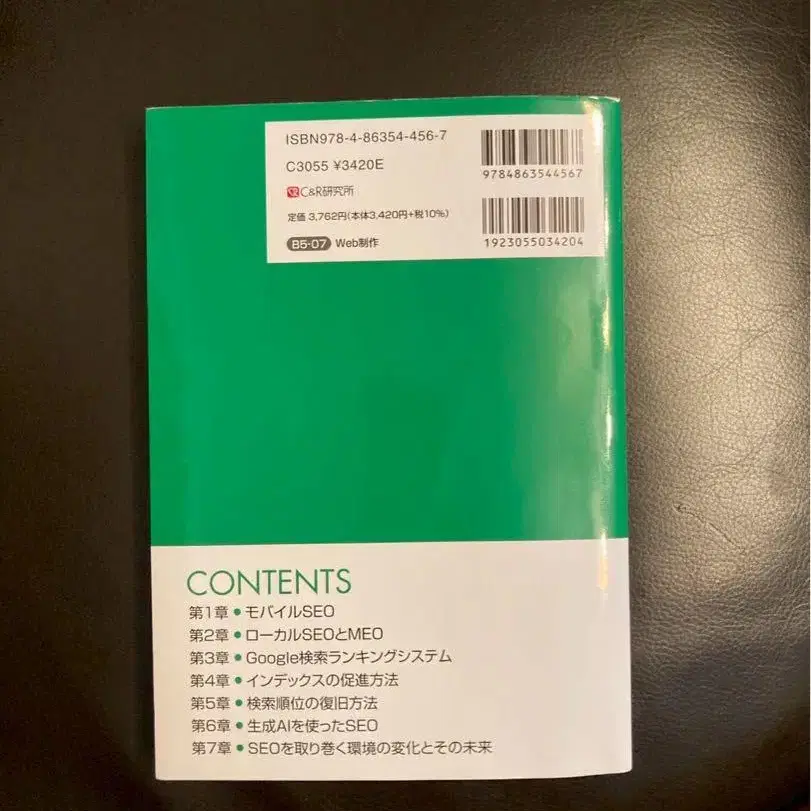 ISBN978-4-86354-456-7
C3055 ¥3420E
C&R研究所
定価 3,762円(本体3,420円+税10%)
B5-07 Web制作
9784863544567
1923055034204
CONTENTS
第1章●モバイルSEO
第2章●ローカルSEOとMEO
第3章●Google検索ランキングシステム
第4章●インデックスの促進方法
第5章●検索順位の復旧方法
第6章●生成AIを使ったSEO
第7章●SEOを取り巻く環境の変化とその未来